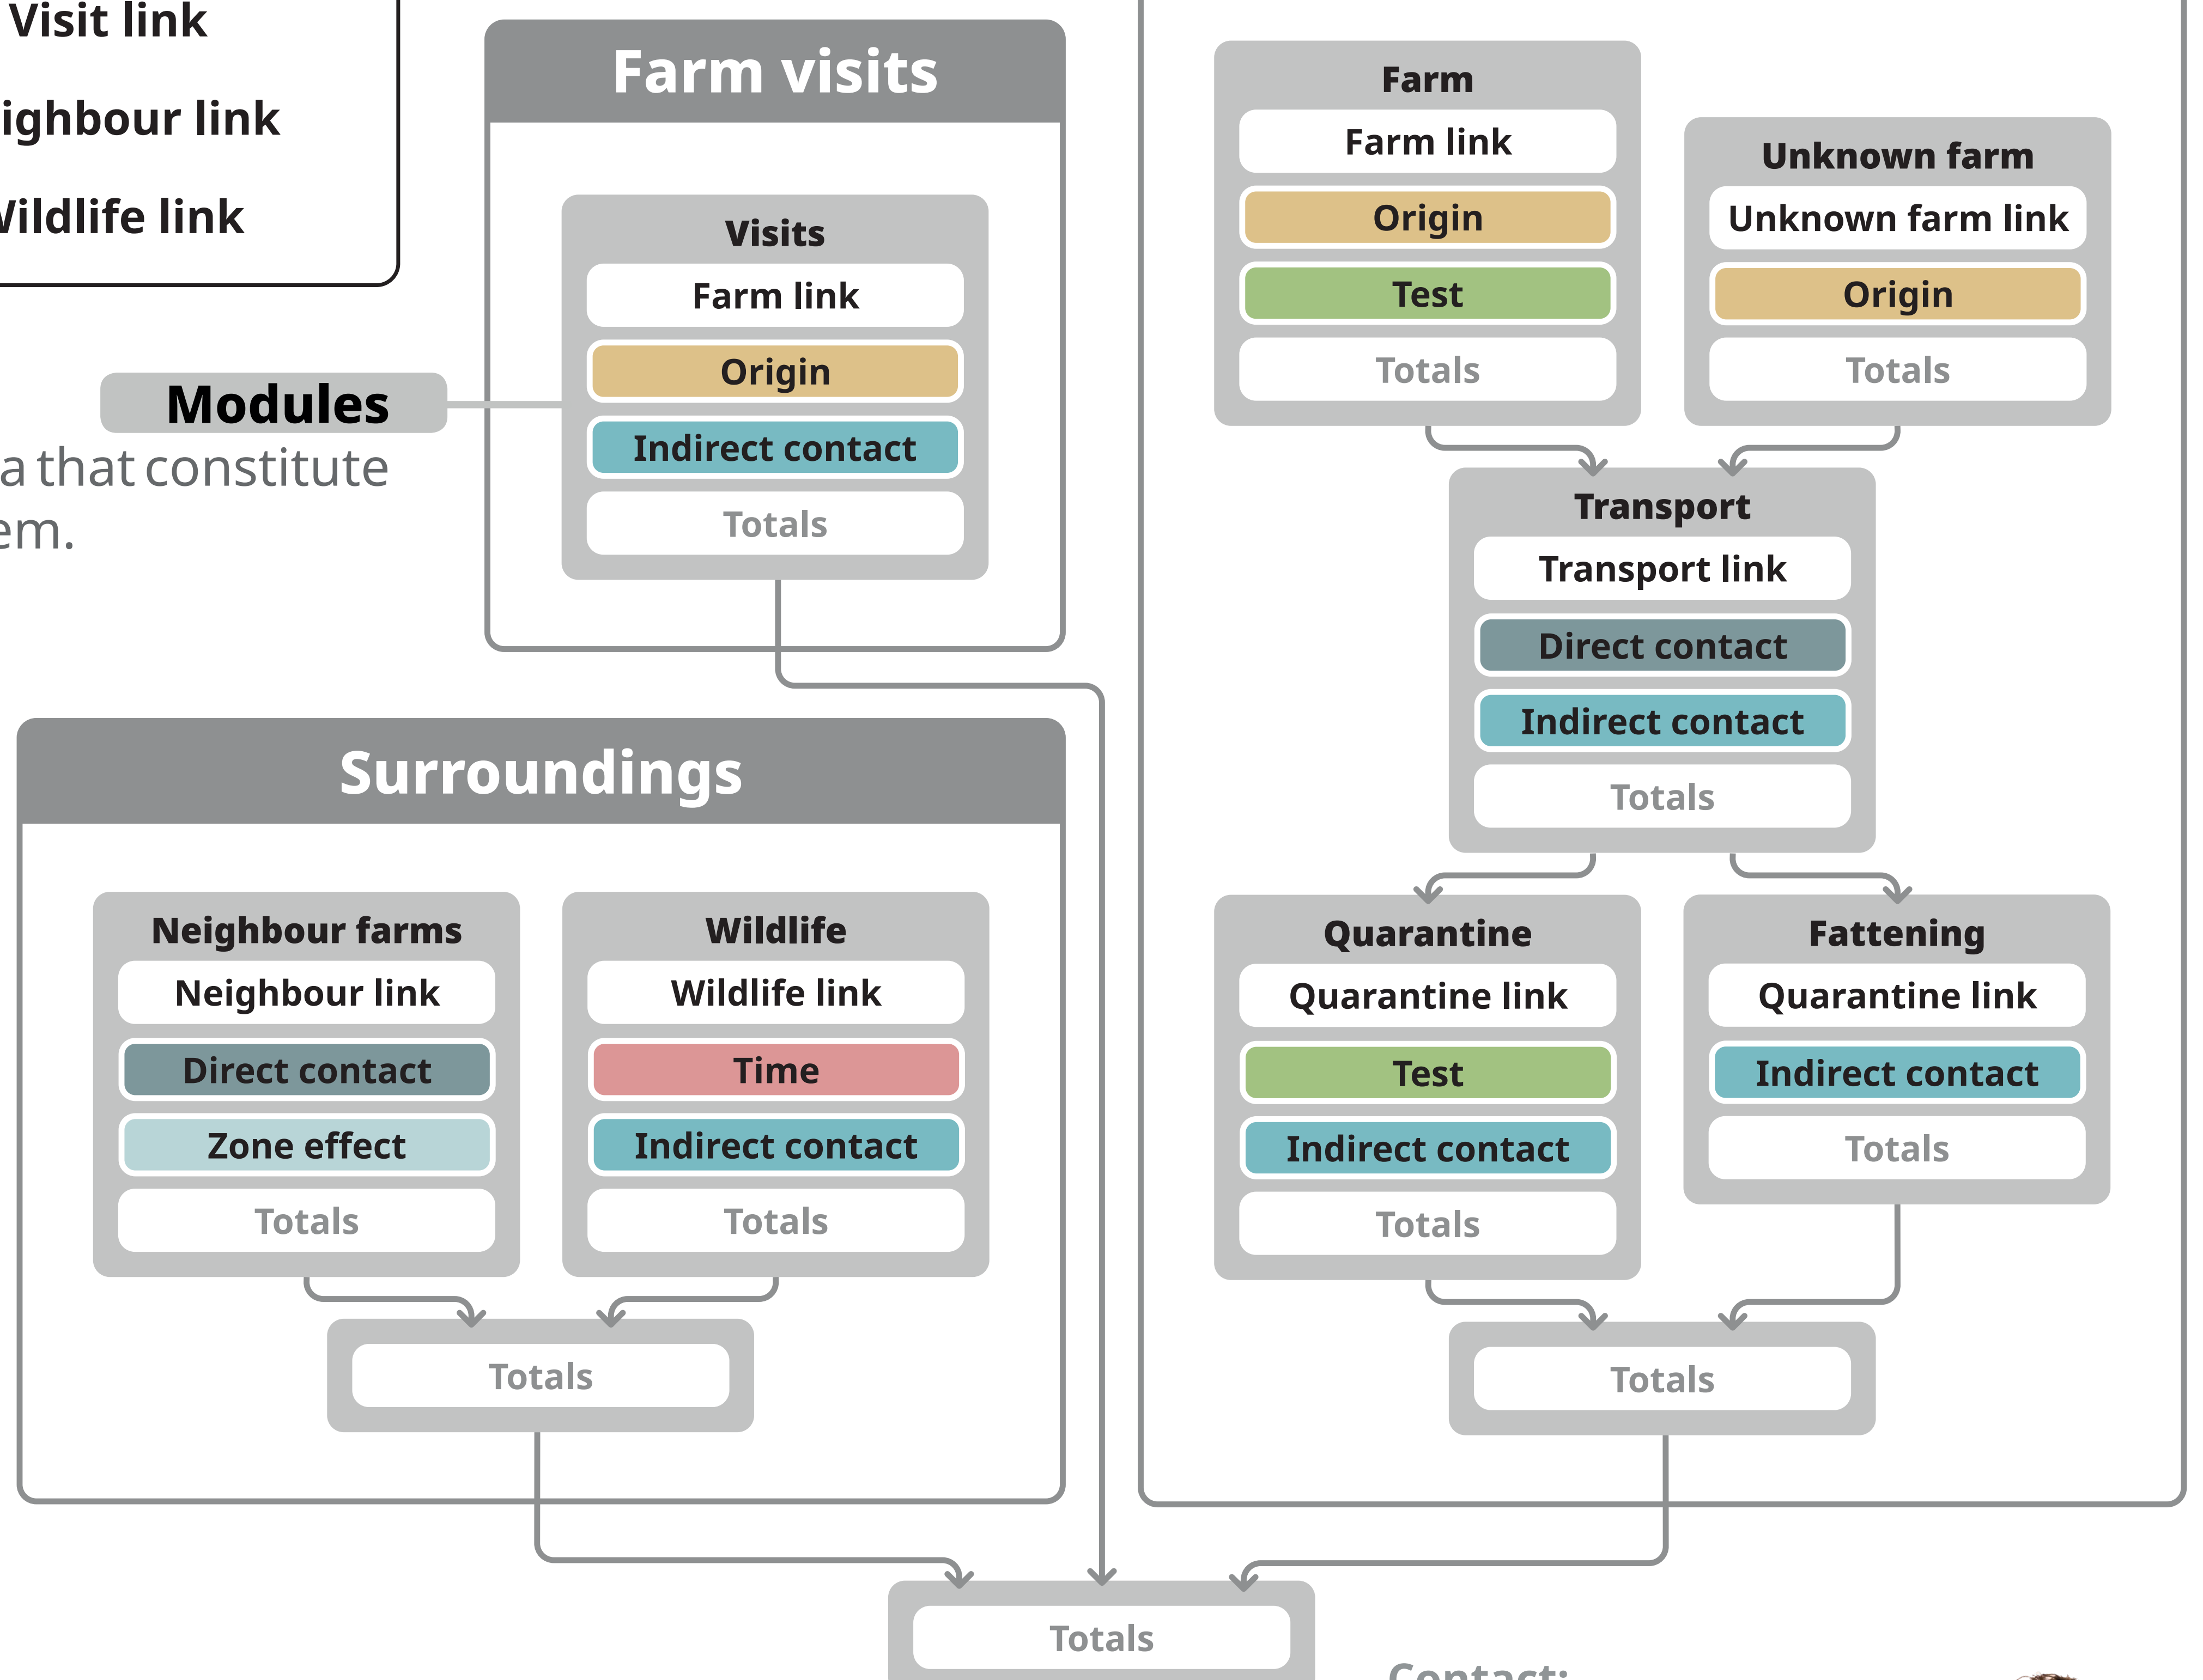 Visit link
ighbour link
Wildlife link
Modules
a that constitute
em.
Farm visits
Visits
Farm link
Origin
Indirect contact
Totals
Surroundings
Neighbour farms
Neighbour link
Direct contact
Zone effect
Totals
Wildlife
Wildlife link
Time
Indirect contact
Totals
Totals
Farm
Farm link
Origin
Test
Totals
Unknown farm
Unknown farm link
Origin
Totals
Transport
Transport link
Direct contact
Indirect contact
Totals
Quarantine
Quarantine link
Test
Indirect contact
Totals
Fattening
Quarantine link
Indirect contact
Totals
Totals
Totals
Contact: